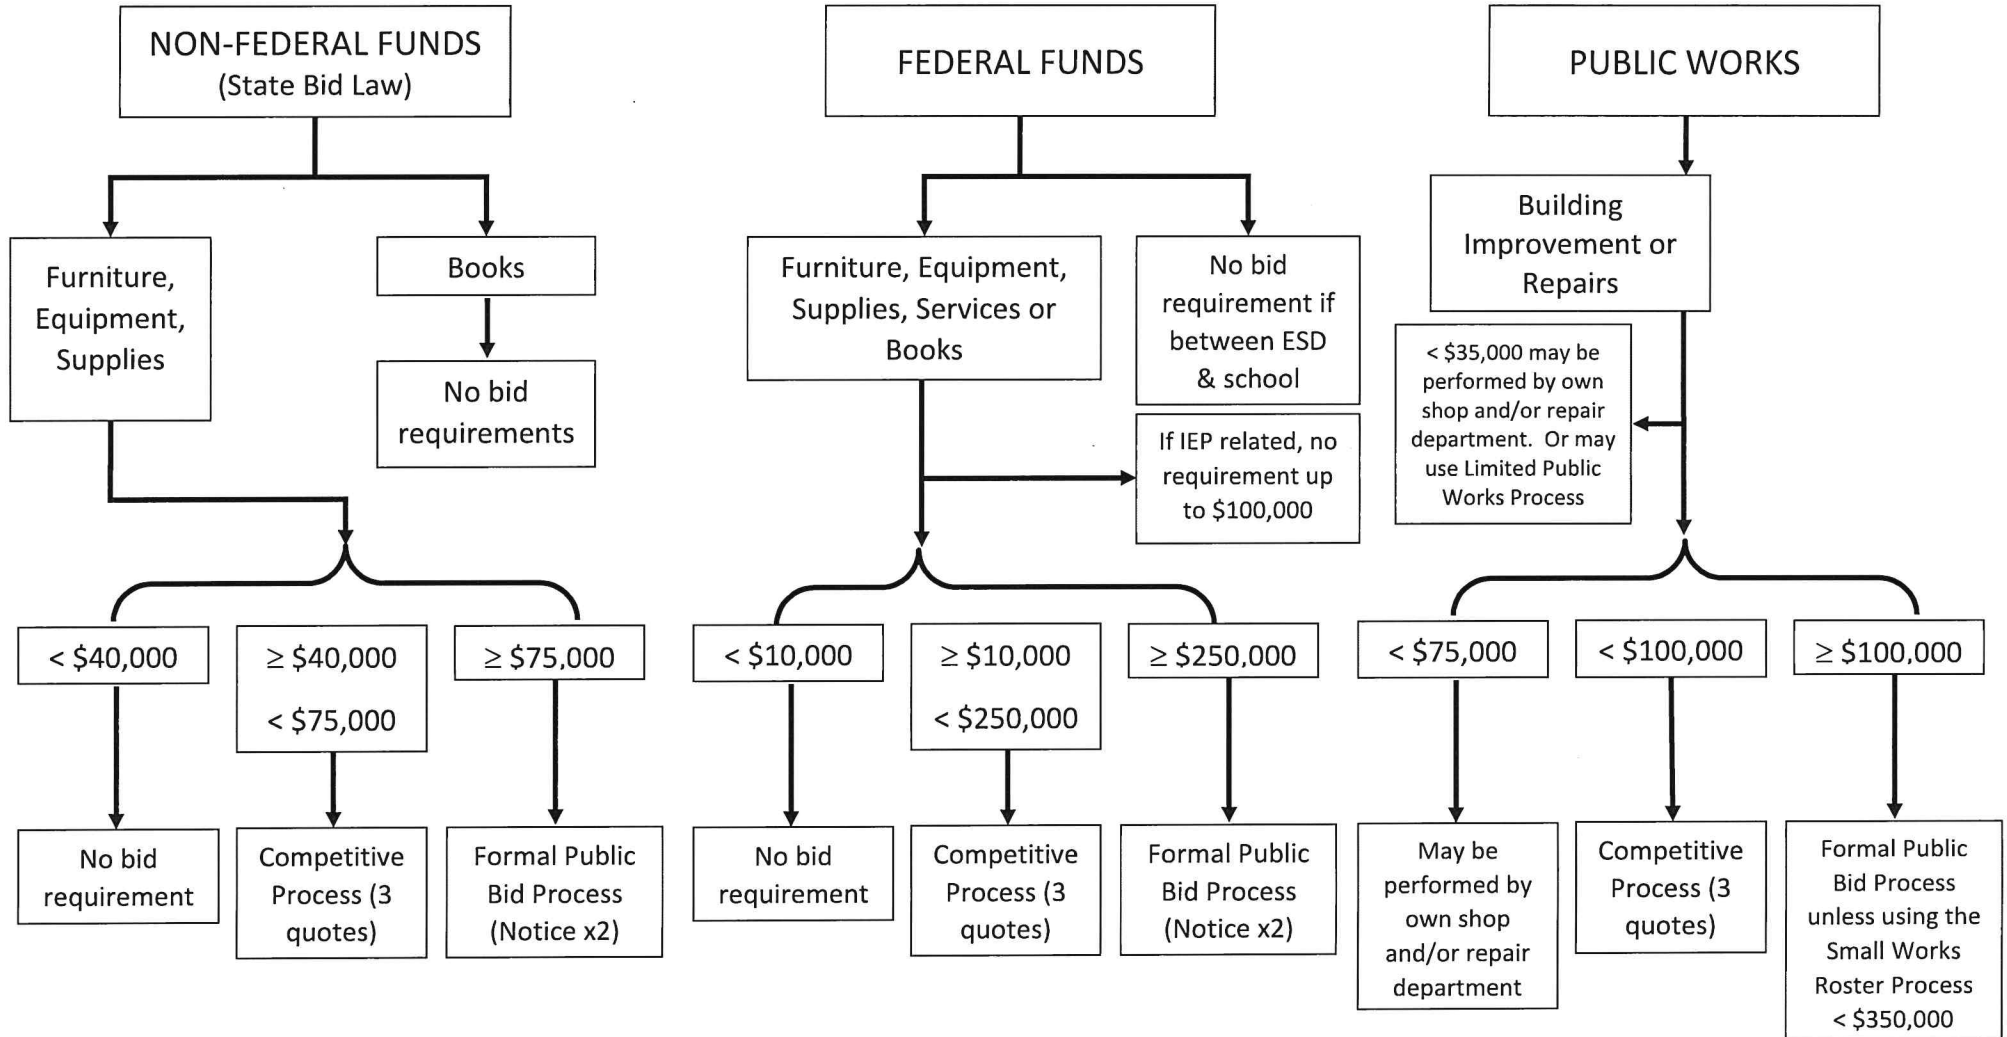 NON-FEDERAL FUNDS
(State Bid Law)
Furniture,
Equipment,
Supplies
Books
No bid
requirements
< $40,000
≥ $40,000
< $75,000
≥ $75,000
No bid
requirement
Competitive
Process (3
quotes)
Formal Public
Bid Process
(Notice x2)
FEDERAL FUNDS
Furniture, Equipment,
Supplies, Services or
Books
No bid
requirement if
between ESD
& school
If IEP related, no
requirement up
to $100,000
< $10,000
≥ $10,000
< $250,000
≥ $250,000
No bid
requirement
Competitive
Process (3
quotes)
Formal Public
Bid Process
(Notice x2)
PUBLIC WORKS
Building
Improvement or
Repairs
< $35,000 may be
performed by own
shop and/or repair
department. Or may
use Limited Public
Works Process
< $75,000
< $100,000
≥ $100,000
May be
performed by
own shop
and/or repair
department
Competitive
Process (3
quotes)
Formal Public
Bid Process
unless using the
Small Works
Roster Process
< $350,000